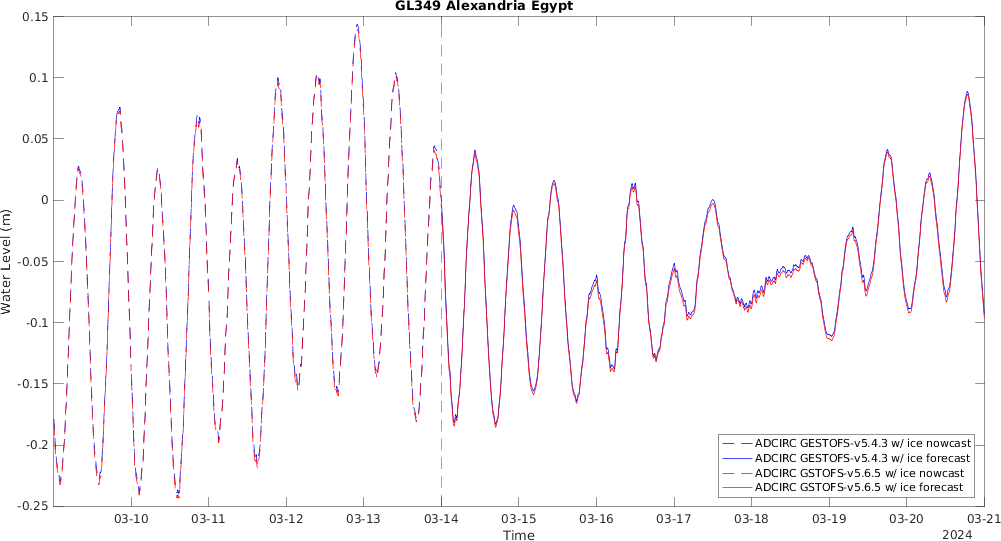 GL349 Alexandria Egypt
0.15
0.1
0.05
0
-0.05
-0.1
-0.15
-0.2
-0.25
Water Level (m)
03-10 03-11 03-12 03-13 03-14 03-15 03-16 03-17 03-18 03-19 03-20 03-21
Time
2024
ADCIRC GESTOFS-v5.4.3 w/ ice nowcast
ADCIRC GESTOFS-v5.4.3 w/ ice forecast
ADCIRC GSTOFS-v5.6.5 w/ ice nowcast
ADCIRC GSTOFS-v5.6.5 w/ ice forecast